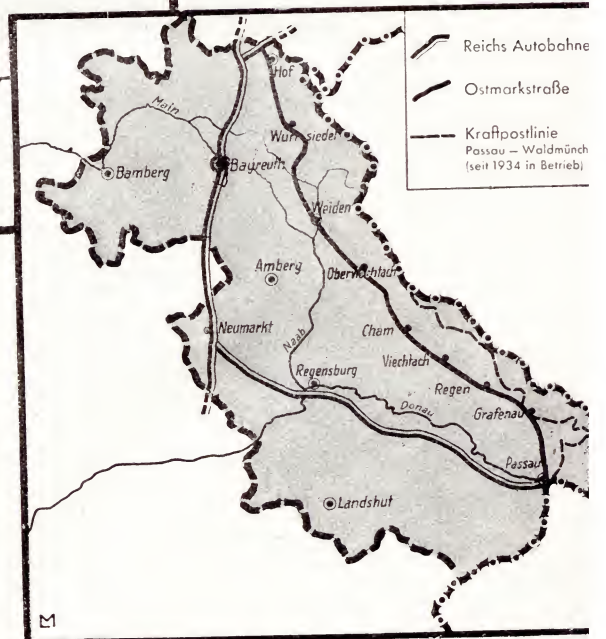 Reichs Autobahne
Ostmarkstraße
Kraftpostlinie
Passau – Waldmünch
(seit 1934 in Betrieb)
Hof
Main
Wunsiedel
Bamberg
Bayreuth
Weiden
Amberg
Oberviechtach
Neumarkt
Cham
Naab
Viechtach
Regensburg
Regen
Donau
Grafenau
Passau
Landshut